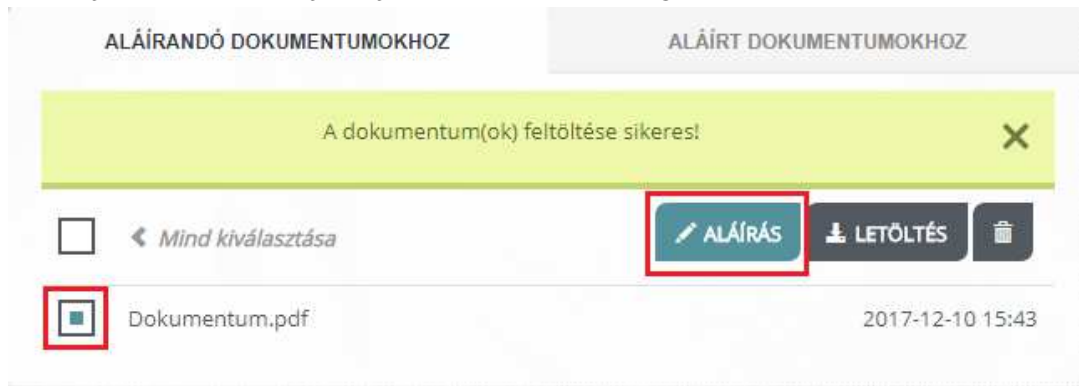 ALÁÍRANDÓ DOKUMENTUMOKHOZ ALÁÍRT DOKUMENTUMOKHOZ
A dokumentum(ok) feltöltése sikeres!
Mind kiválasztása ALÁÍRÁS LETÖLTÉS
Dokumentum.pdf 2017-12-10 15:43